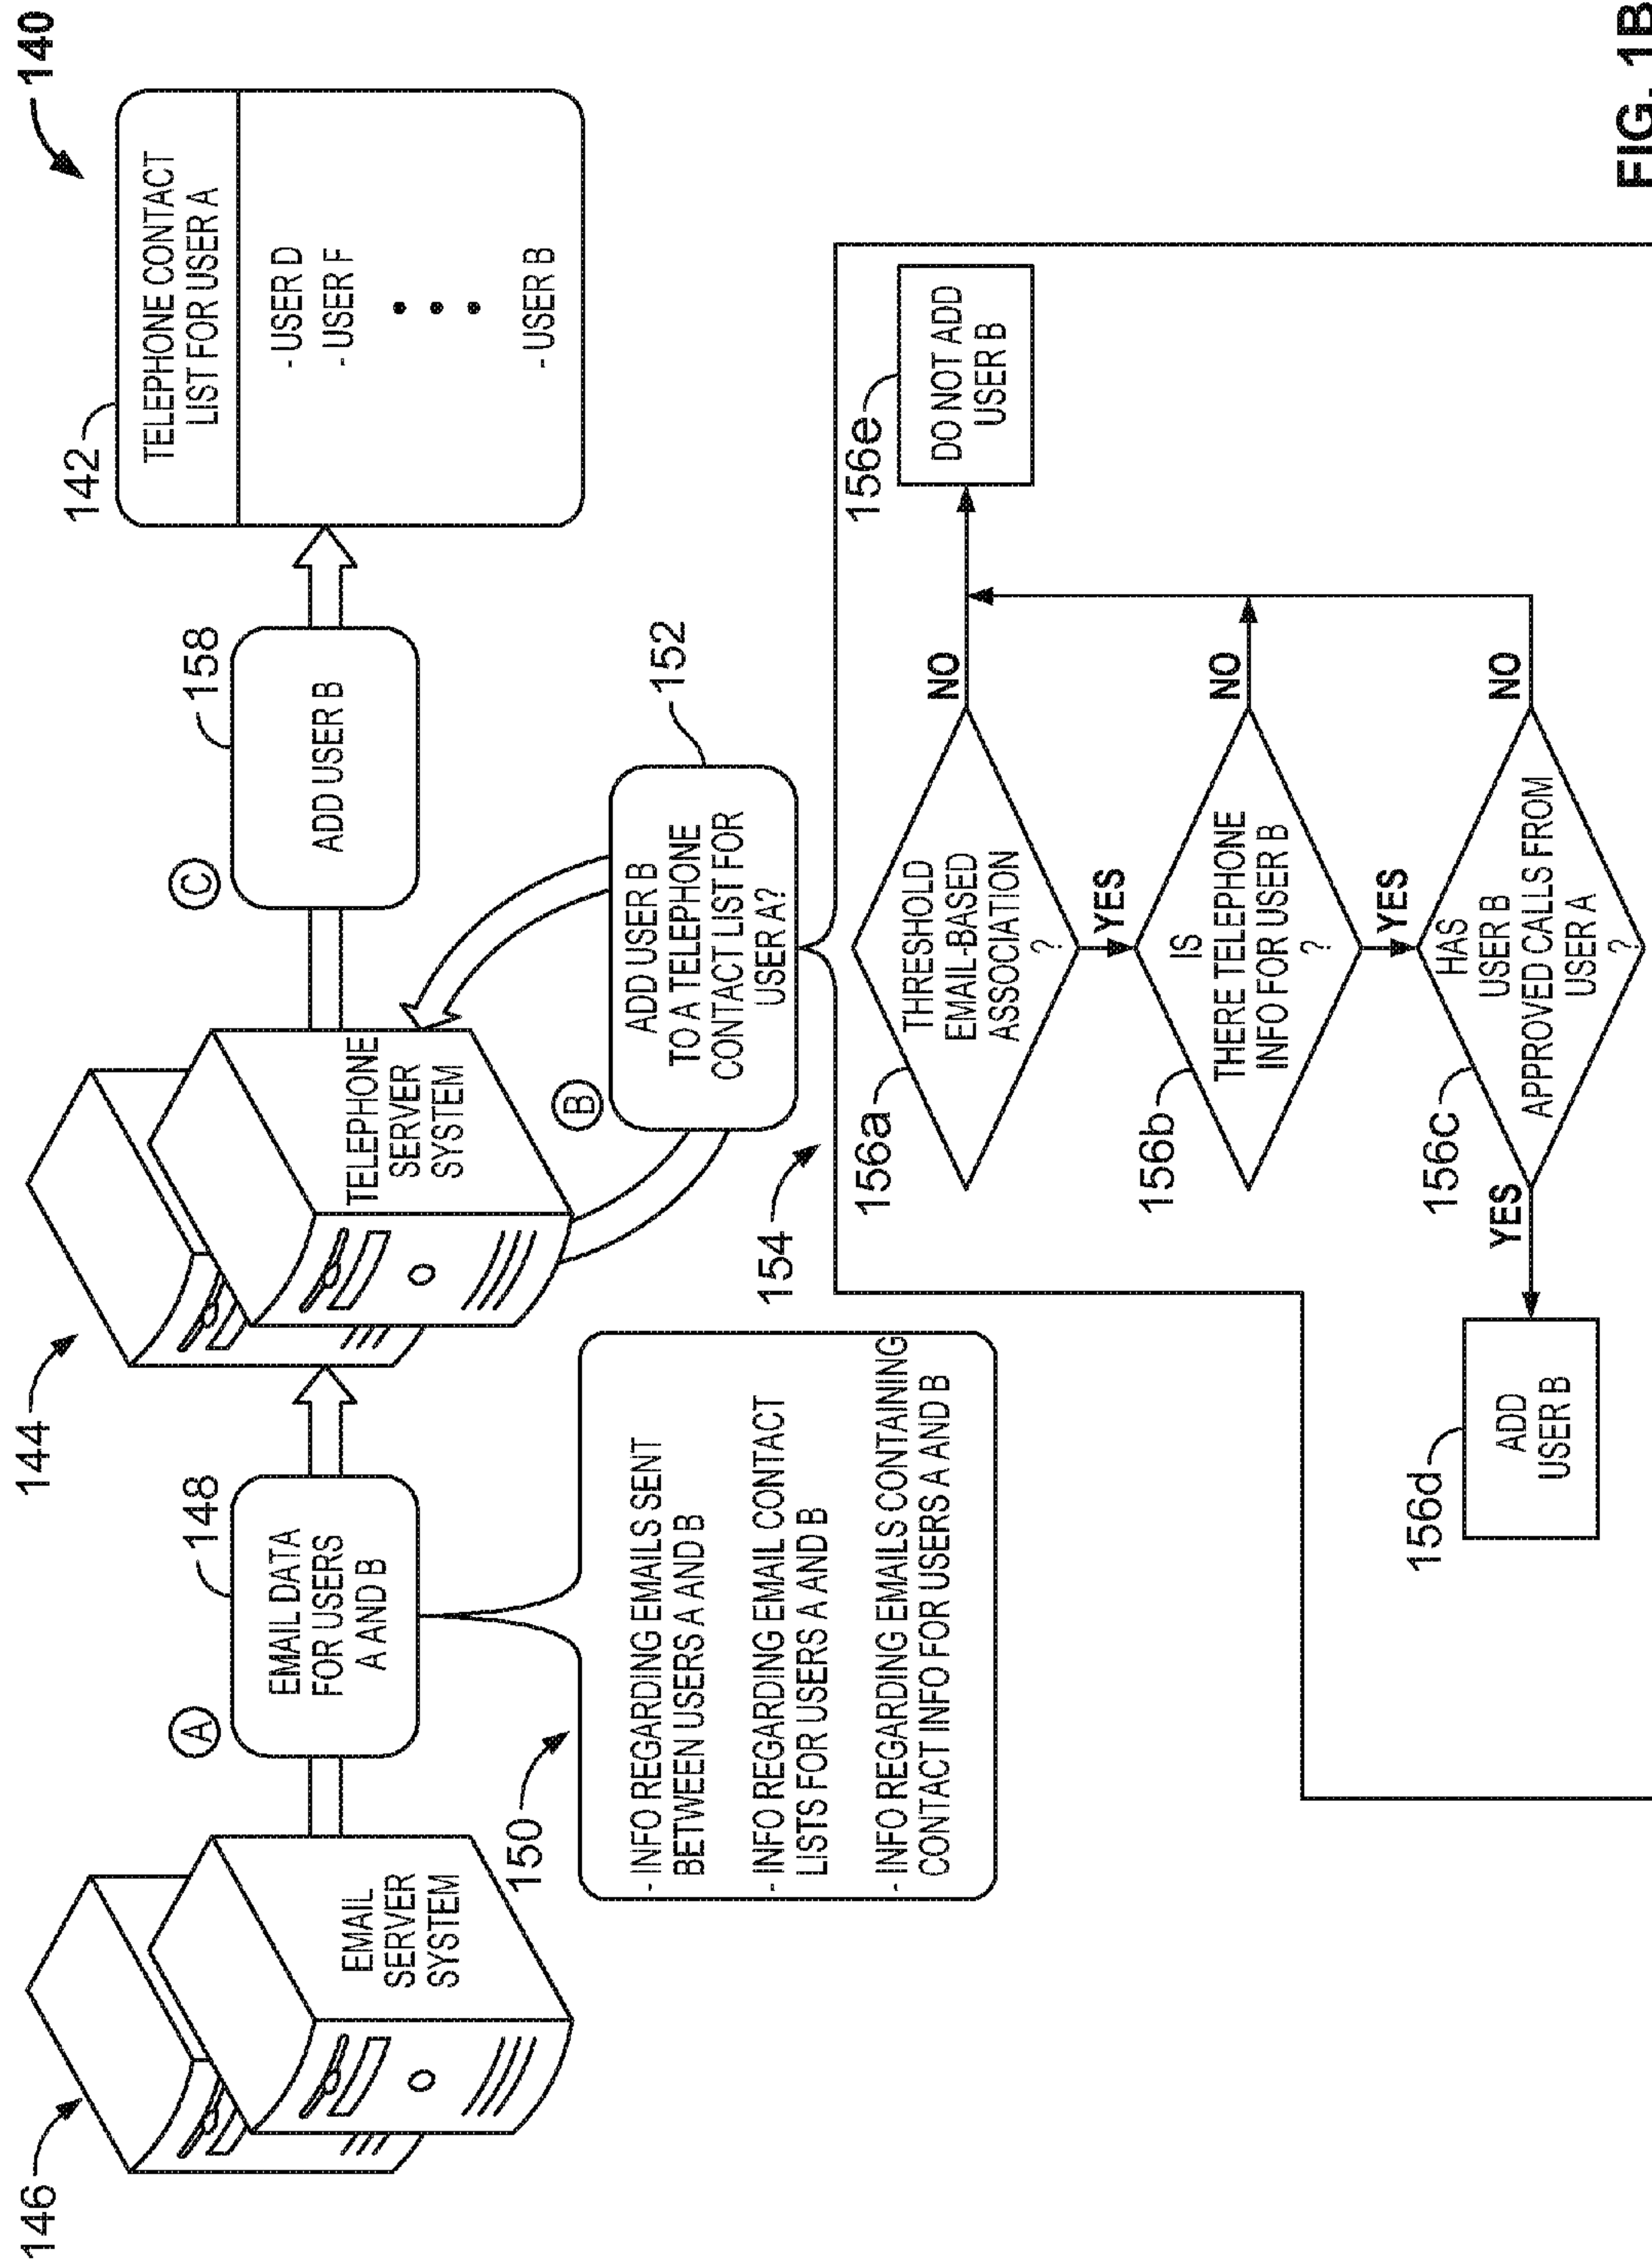 140
146
EMAIL
SERVER
SYSTEM
A
148
EMAIL DATA
FOR USERS
A AND B
150
- INFO REGARDING EMAILS SENT
BETWEEN USERS A AND B
- INFO REGARDING EMAIL CONTACT
LISTS FOR USERS A AND B
- INFO REGARDING EMAILS CONTAINING
CONTACT INFO FOR USERS A AND B
144
TELEPHONE
SERVER
SYSTEM
B
152
ADD USER B
TO A TELEPHONE
CONTACT LIST FOR
USER A?
C
158
ADD USER B
142
TELEPHONE CONTACT
LIST FOR USER A
- USER D
- USER F
- USER B
154
156a
THRESHOLD
EMAIL-BASED
ASSOCIATION
?
NO
YES
156b
IS
THERE TELEPHONE
INFO FOR USER B
?
NO
YES
156c
HAS
USER B
APPROVED CALLS FROM
USER A
?
NO
YES
156d
ADD
USER B
156e
DO NOT ADD
USER B
FIG. 1B